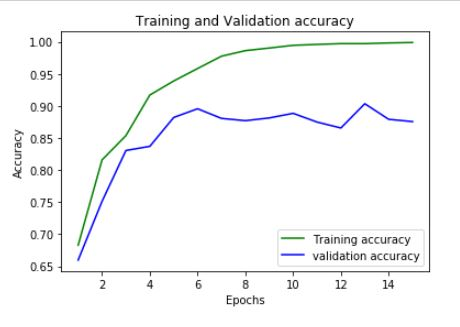 Training and Validation accuracy
1.00
0.95
0.90
0.85
0.80
0.75
0.70
0.65
Accuracy
Training accuracy
validation accuracy
2 4 6 8 10 12 14
Epochs